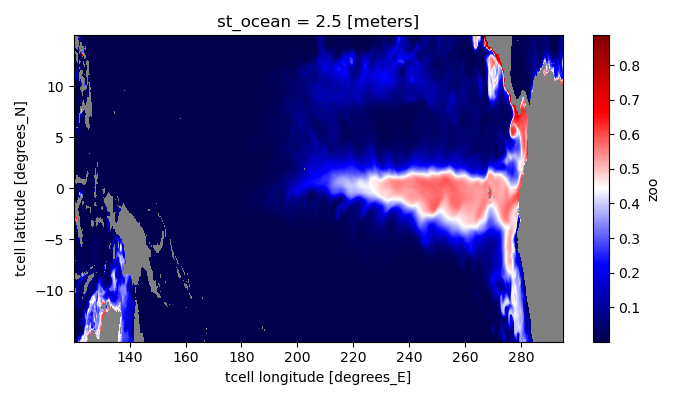 st_ocean = 2.5 [meters]
10
5
0
−5
−10
tcell latitude [degrees_N]
140 160 180 200 220 240 260 280
tcell longitude [degrees_E]
0.8
0.7
0.6
0.5
0.4
0.3
0.2
0.1
zoo